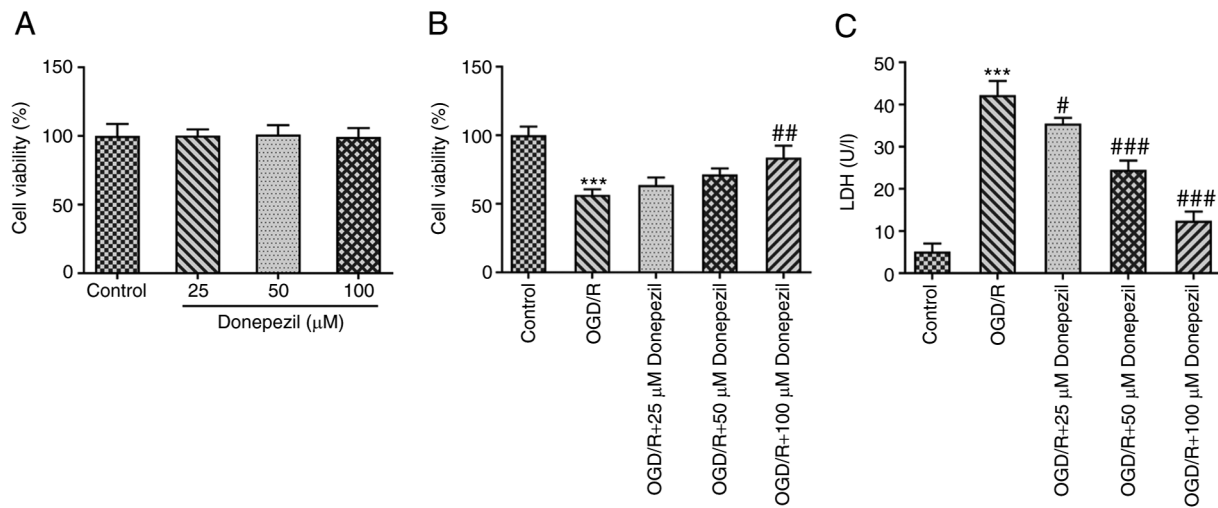 A
Cell viability (%)
150
100
50
0
Control
25
50
100
Donepezil (μM)
B
Cell viability (%)
150
100
50
0
***
##
Control
OGD/R
OGD/R+25 μM Donepezil
OGD/R+50 μM Donepezil
OGD/R+100 μM Donepezil
C
LDH (U/l)
50
40
30
20
10
0
***
#
###
###
Control
OGD/R
OGD/R+25 μM Donepezil
OGD/R+50 μM Donepezil
OGD/R+100 μM Donepezil